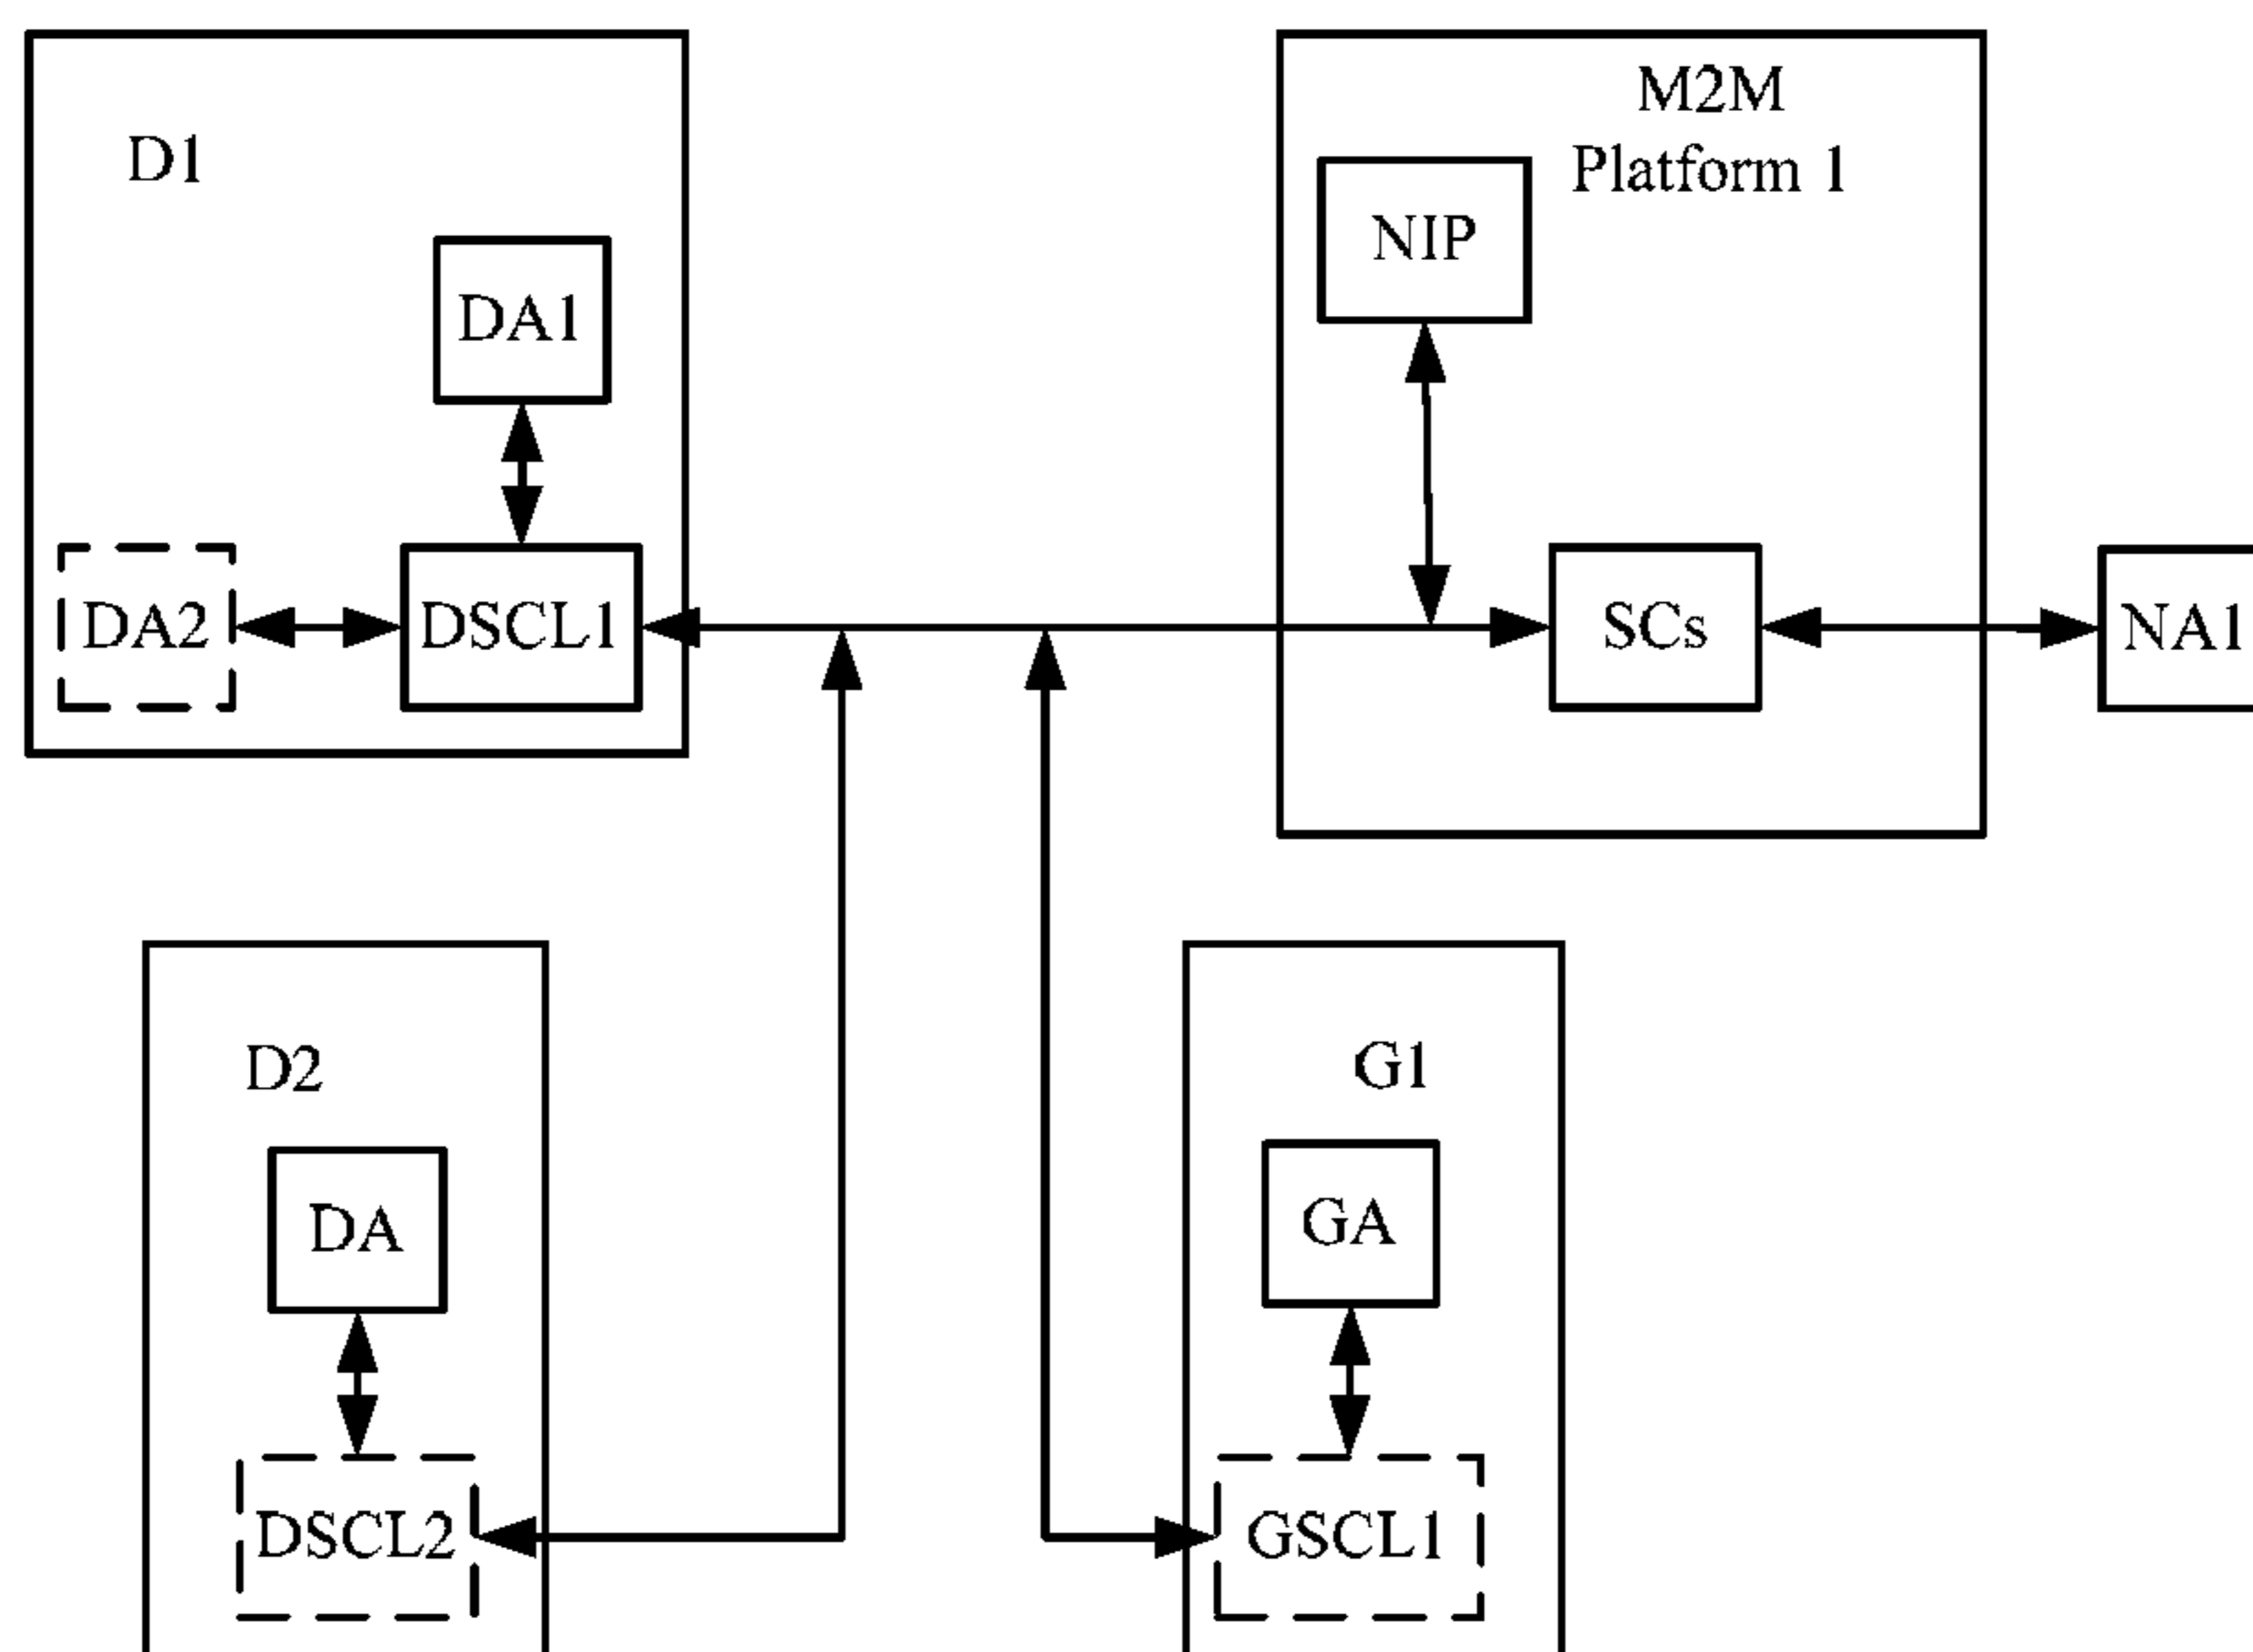 D1
DA1
DA2
DSCL1
M2M
Platform 1
NIP
SCs
NA1
D2
DA
DSCL2
G1
GA
GSCL1